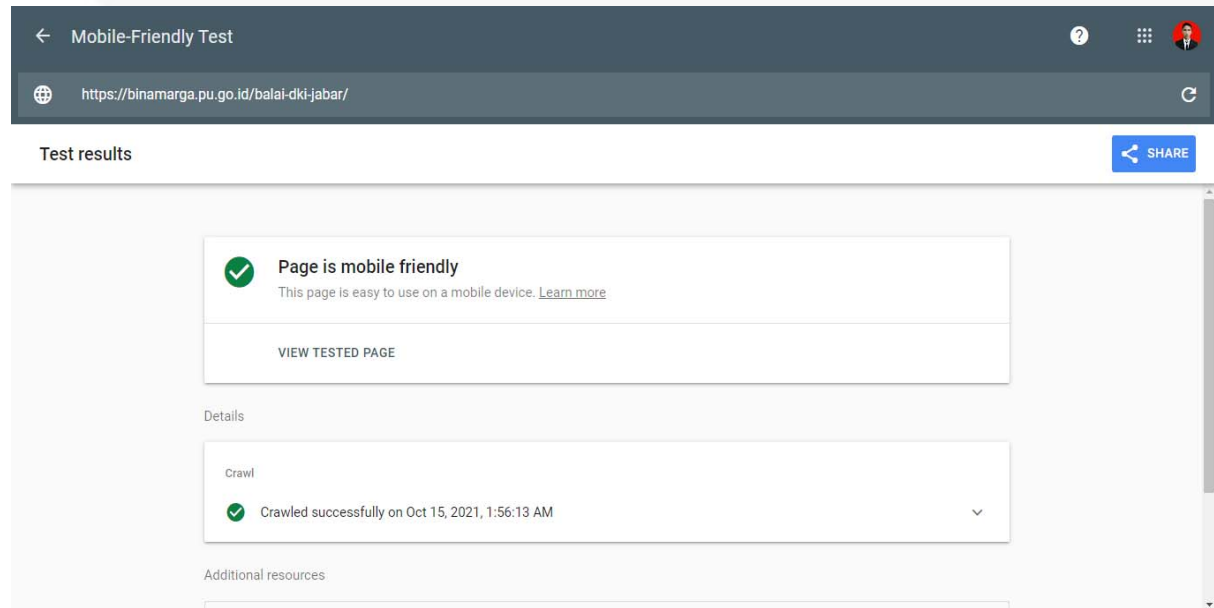 Mobile-Friendly Test
https://binamarga.pu.go.id/balai-dki-jabar/
Test results
SHARE
Page is mobile friendly
This page is easy to use on a mobile device. Learn more
VIEW TESTED PAGE
Details
Crawl
Crawled successfully on Oct 15, 2021, 1:56:13 AM
Additional resources